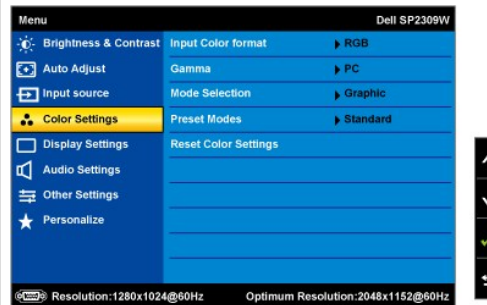 Menu Dell SP2309W
Brightness & Contrast Input Color format RGB
Auto Adjust Gamma PC
Input source Mode Selection Graphic
Color Settings Preset Modes Standard
Display Settings Reset Color Settings
Audio Settings
Other Settings
Personalize
Resolution:1280x1024@60Hz Optimum Resolution:2048x1152@60Hz